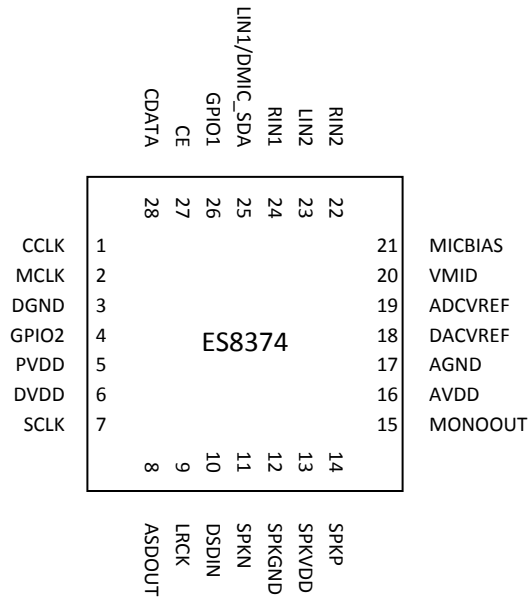 CDATA
CE
GPIO1
LIN1/DMIC_SDA
RIN1
LIN2
RIN2
28
27
26
25
24
23
22
CCLK 1
MCLK 2
DGND 3
GPIO2 4
PVDD 5
DVDD 6
SCLK 7
ES8374
21 MICBIAS
20 VMID
19 ADCVREF
18 DACVREF
17 AGND
16 AVDD
15 MONOOUT
8
9
10
11
12
13
14
ASDOUT
LRCK
DSDIN
SPKN
SPKGND
SPKVDD
SPKP